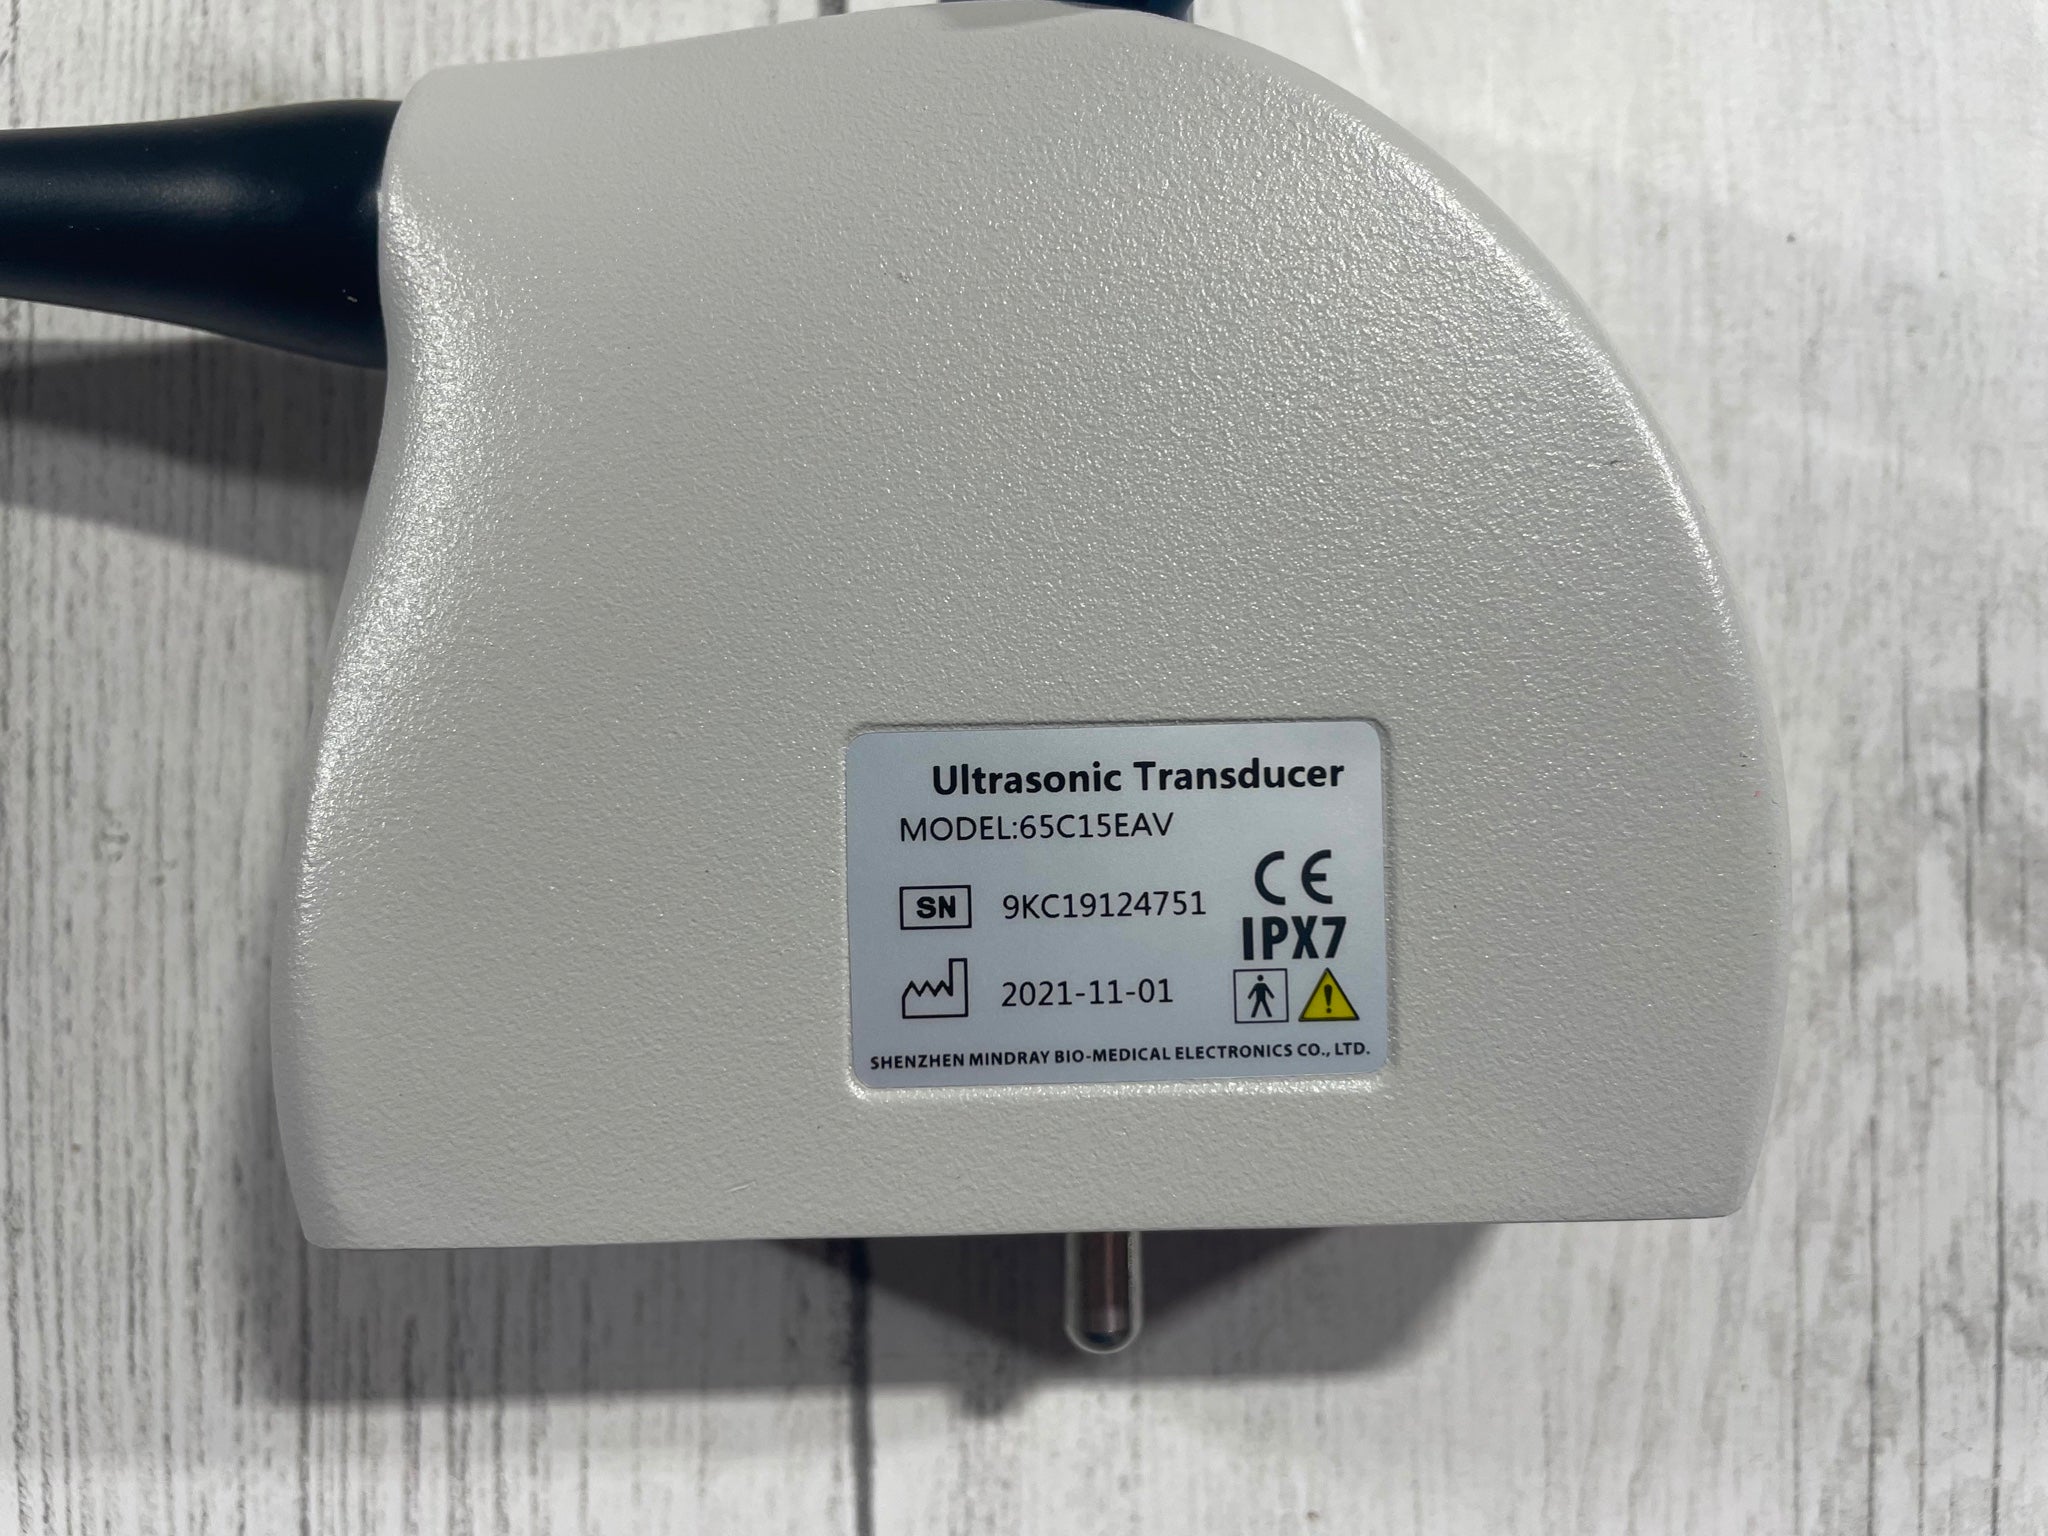 Ultrasonic Transducer
MODEL:65C15EAV
SN 9KC19124751
CE
IPX7
2021-11-01
SHENZHEN MINDRAY BIO-MEDICAL ELECTRONICS CO., LTD.